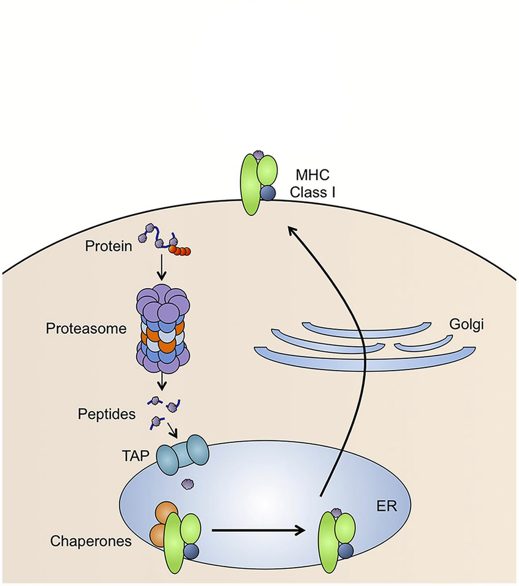 MHC
Class I
Protein
Proteasome
Golgi
Peptides
TAP
ER
Chaperones